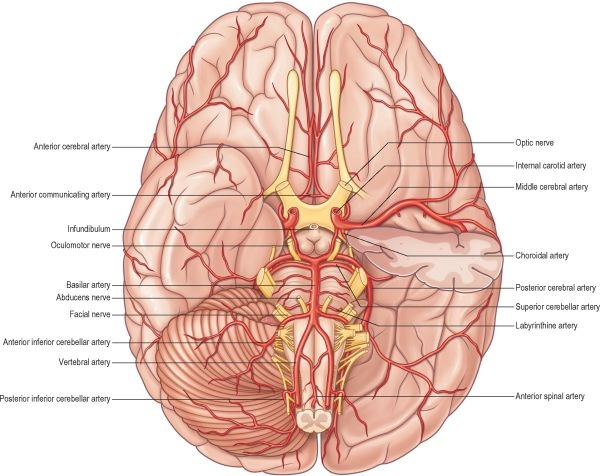 Anterior cerebral artery
Anterior communicating artery
Infundibulum
Oculomotor nerve
Basilar artery
Abducens nerve
Facial nerve
Anterior inferior cerebellar artery
Vertebral artery
Posterior inferior cerebellar artery
Optic nerve
Internal carotid artery
Middle cerebral artery
Choroidal artery
Posterior cerebral artery
Superior cerebellar artery
Labyrinthine artery
Anterior spinal artery